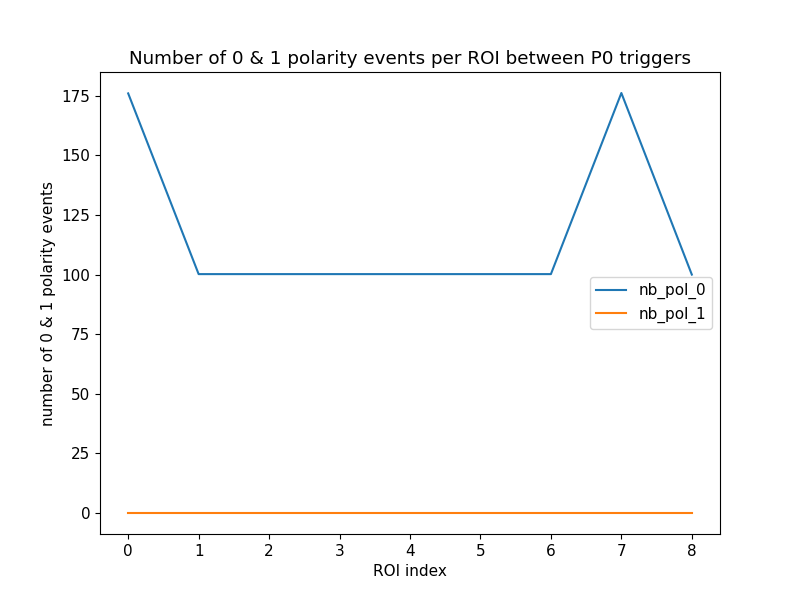 Number of 0 & 1 polarity events per ROI between P0 triggers
number of 0 & 1 polarity events
175
150
125
100
75
50
25
0
nb_pol_0
nb_pol_1
0 1 2 3 4 5 6 7 8
ROI index